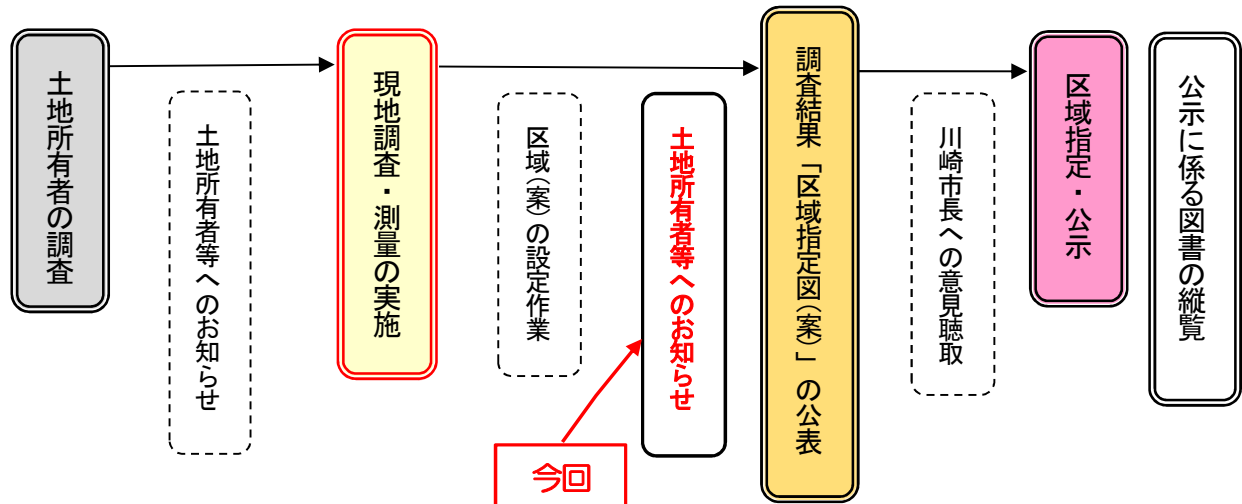 土地所有者の調査
土地所有者等へのお知らせ
現地調査・測量の実施
区域（案）の設定作業
土地所有者等へのお知らせ
今回
調査結果「区域指定図（案）」の公表
川崎市長への意見聴取
区域指定・公示
公示に係る図書の縦覧